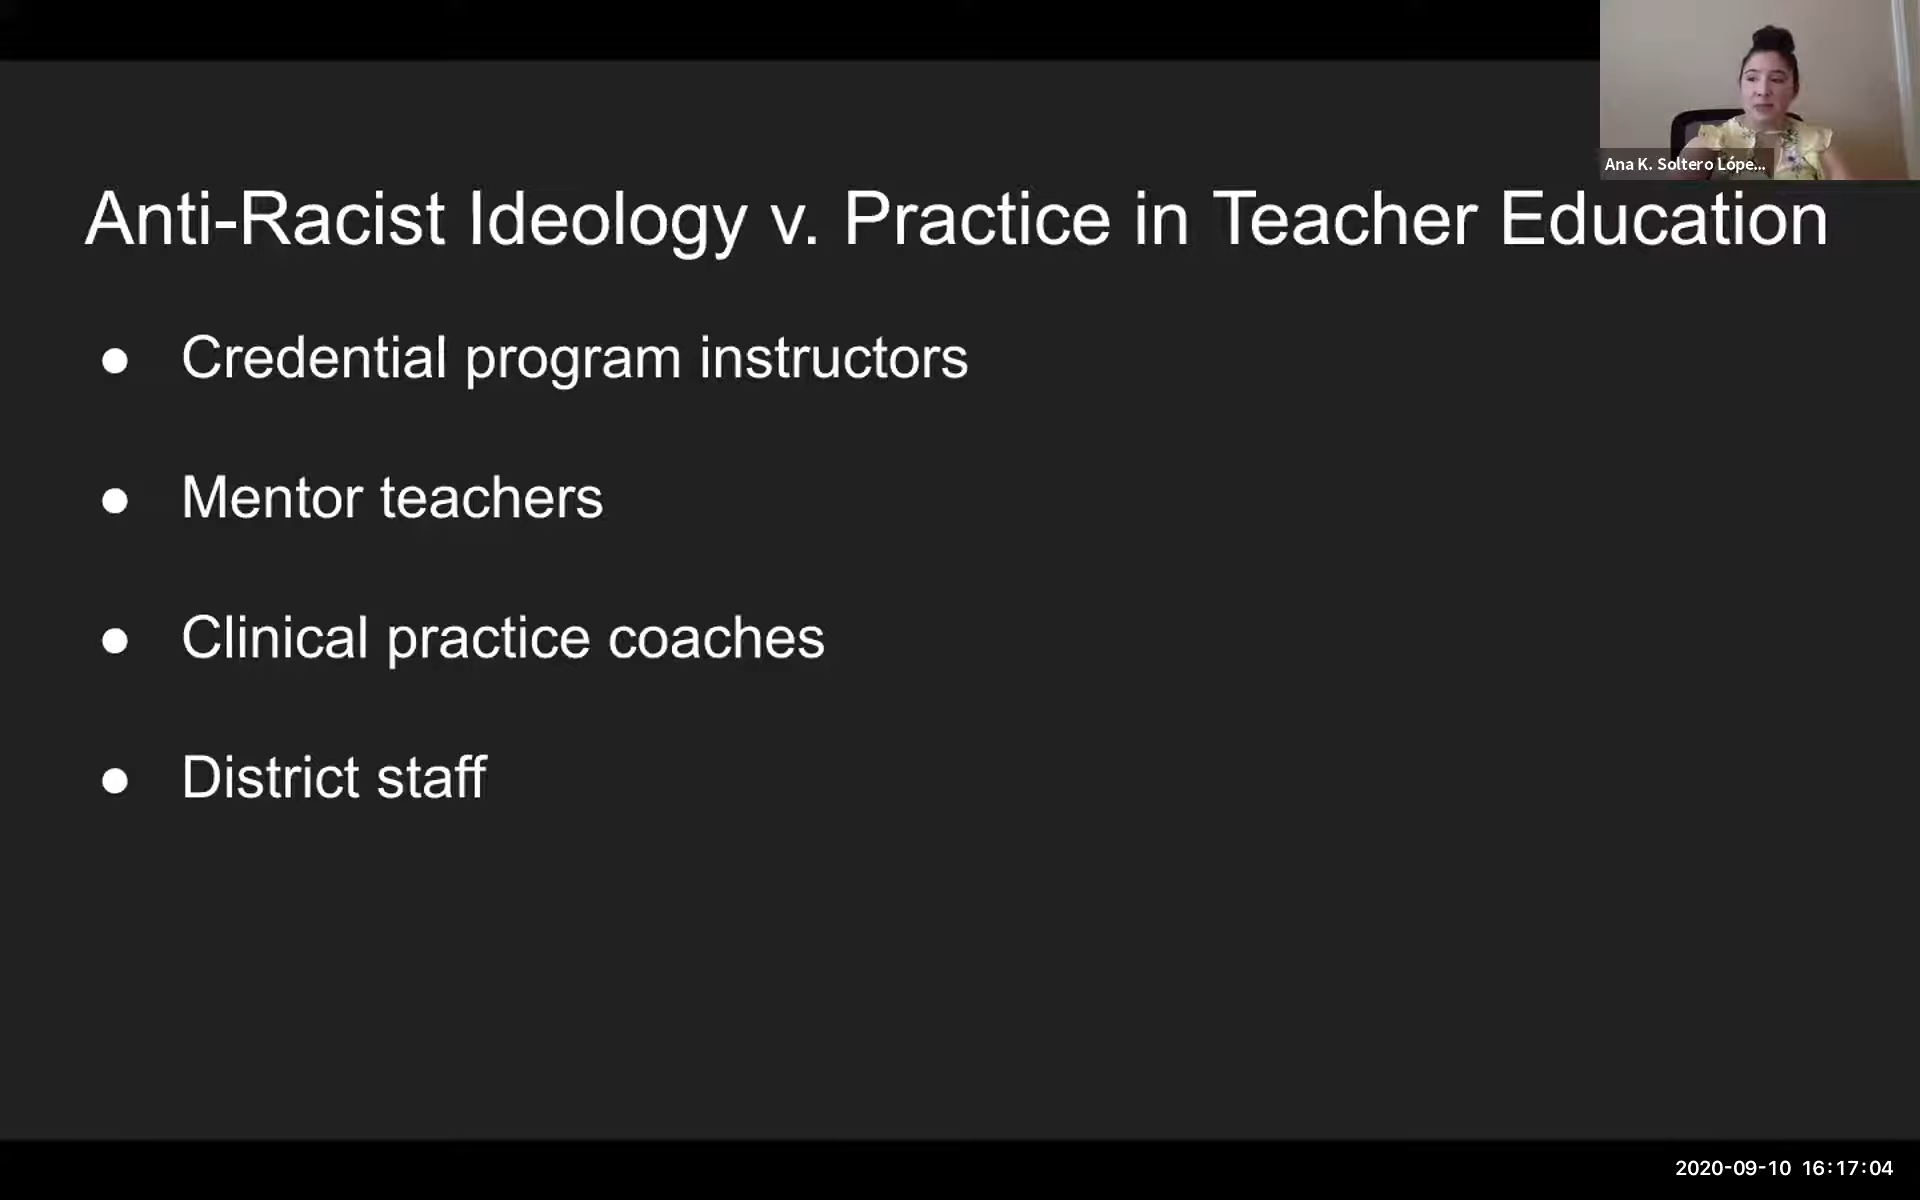 Ana K. Soltero Lópe...
Anti-Racist Ideology v. Practice in Teacher Education
● Credential program instructors
● Mentor teachers
● Clinical practice coaches
● District staff
2020-09-10 16:17:04